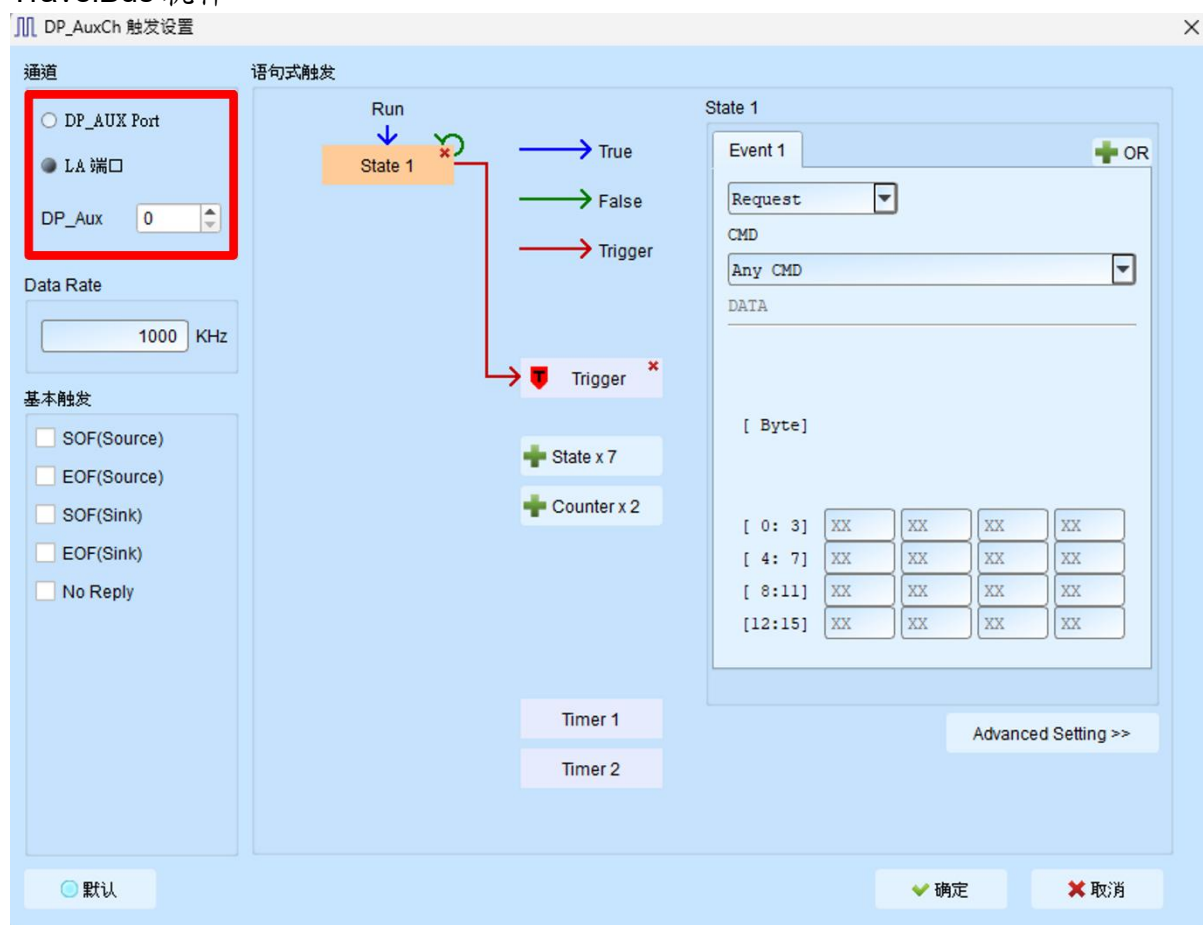 DP_AuxCh 触发设置
通道
DP_AUX Port
LA 端口
DP_Aux 0
Data Rate
1000 KHz
基本触发
SOF(Source)
EOF(Source)
SOF(Sink)
EOF(Sink)
No Reply
语句式触发
Run
State 1
True
False
Trigger
Trigger
State x 7
Counter x 2
Timer 1
Timer 2
State 1
Event 1
OR
Request
CMD
Any CMD
DATA
[ Byte]
[ 0: 3] XX XX XX XX
[ 4: 7] XX XX XX XX
[ 8:11] XX XX XX XX
[12:15] XX XX XX XX
Advanced Setting >>
默认
确定
取消